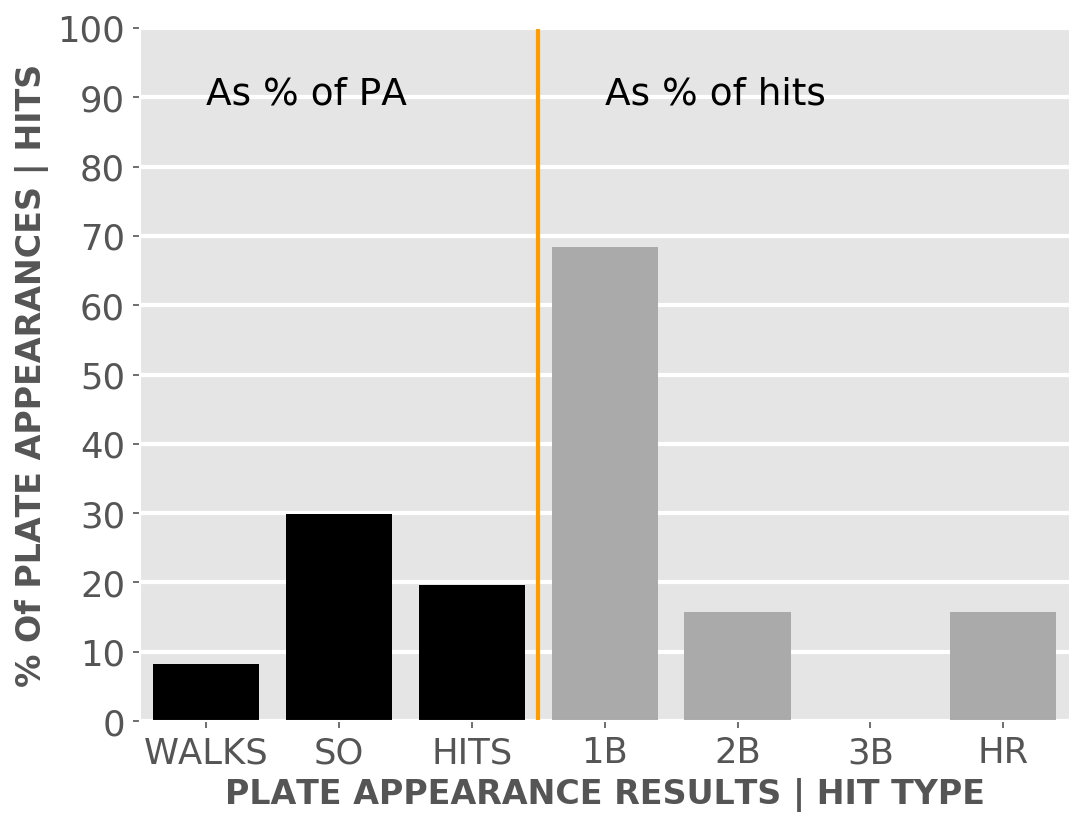 % Of PLATE APPEARANCES | HITS
100
90
80
70
60
50
40
30
20
10
0
As % of PA
As % of hits
WALKS SO HITS 1B 2B 3B HR
PLATE APPEARANCE RESULTS | HIT TYPE